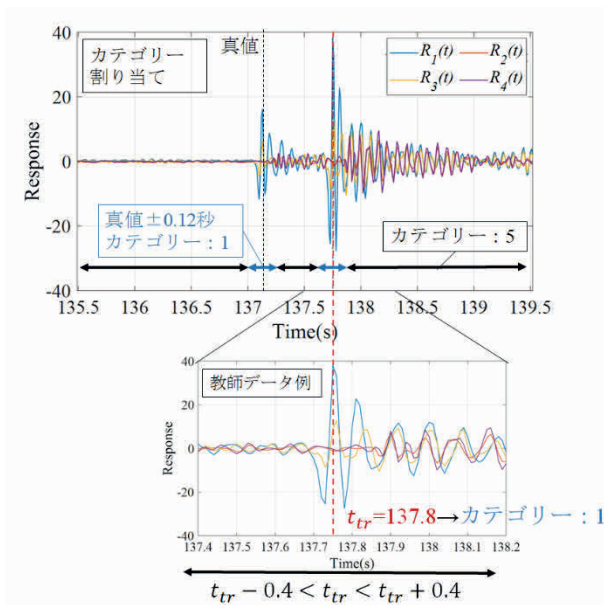 カテゴリー
割り当て
真値
R₁(t) R₂(t)
R₃(t) R₄(t)
40
20
0
-20
-40
Response
真値±0.12秒
カテゴリー：1
カテゴリー：5
135.5 136 136.5 137 137.5 138 138.5 139 139.5
Time(s)
教師データ例
40
20
0
-20
-40
Response
t_tr=137.8→カテゴリー：1
137.4 137.5 137.6 137.7 137.8 137.9 138 138.1 138.2
Time(s)
t_tr − 0.4 < t_tr < t_tr + 0.4